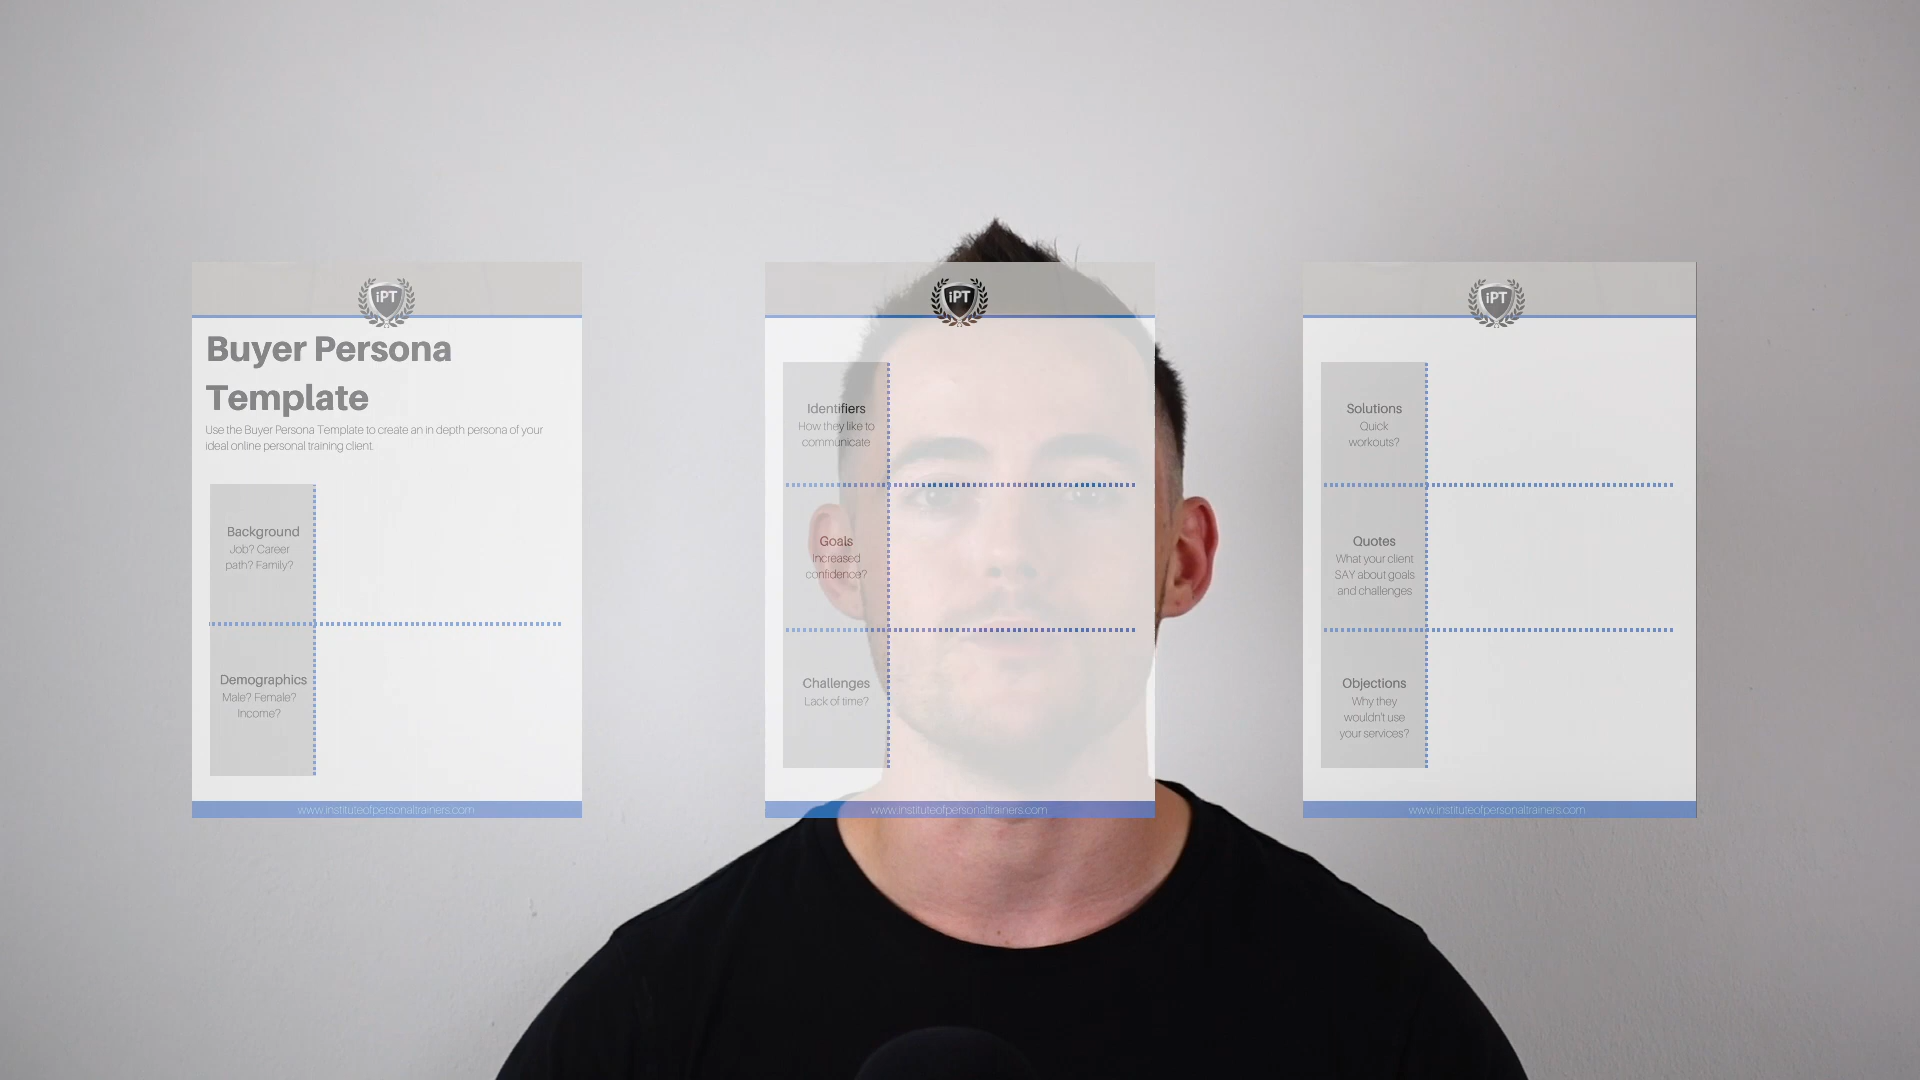 iPT
Buyer Persona
Template
Use the Buyer Persona Template to create an in depth persona of your
ideal online personal training client.
Background
Job? Career
path? Family?
Demographics
Male? Female?
Income?
www.instituteofpersonaltrainers.com
iPT
Identifiers
How they like to
communicate
Goals
Increased
confidence?
Challenges
Lack of time?
www.instituteofpersonaltrainers.com
iPT
Solutions
Quick
workouts?
Quotes
What your client
SAY about goals
and challenges
Objections
Why they
wouldn't use
your services?
www.instituteofpersonaltrainers.com